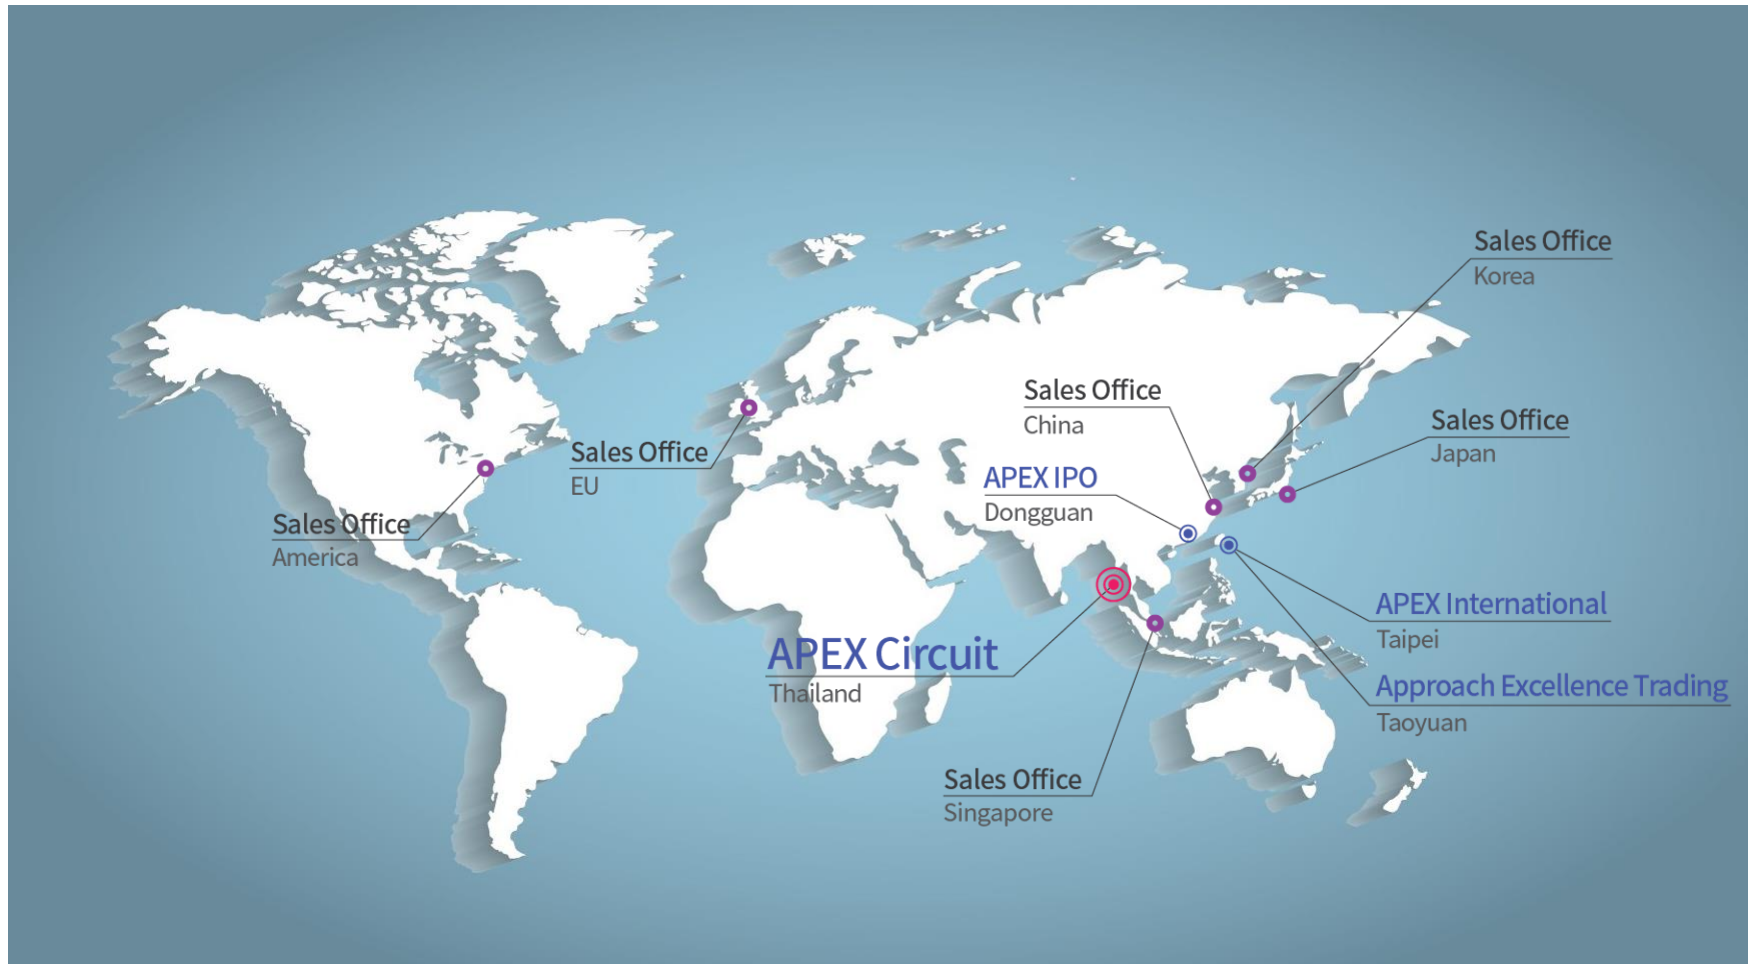 Sales Office
Korea
Sales Office
China
Sales Office
Japan
Sales Office
EU
APEX IPO
Dongguan
Sales Office
America
APEX International
Taipei
APEX Circuit
Thailand
Approach Excellence Trading
Taoyuan
Sales Office
Singapore